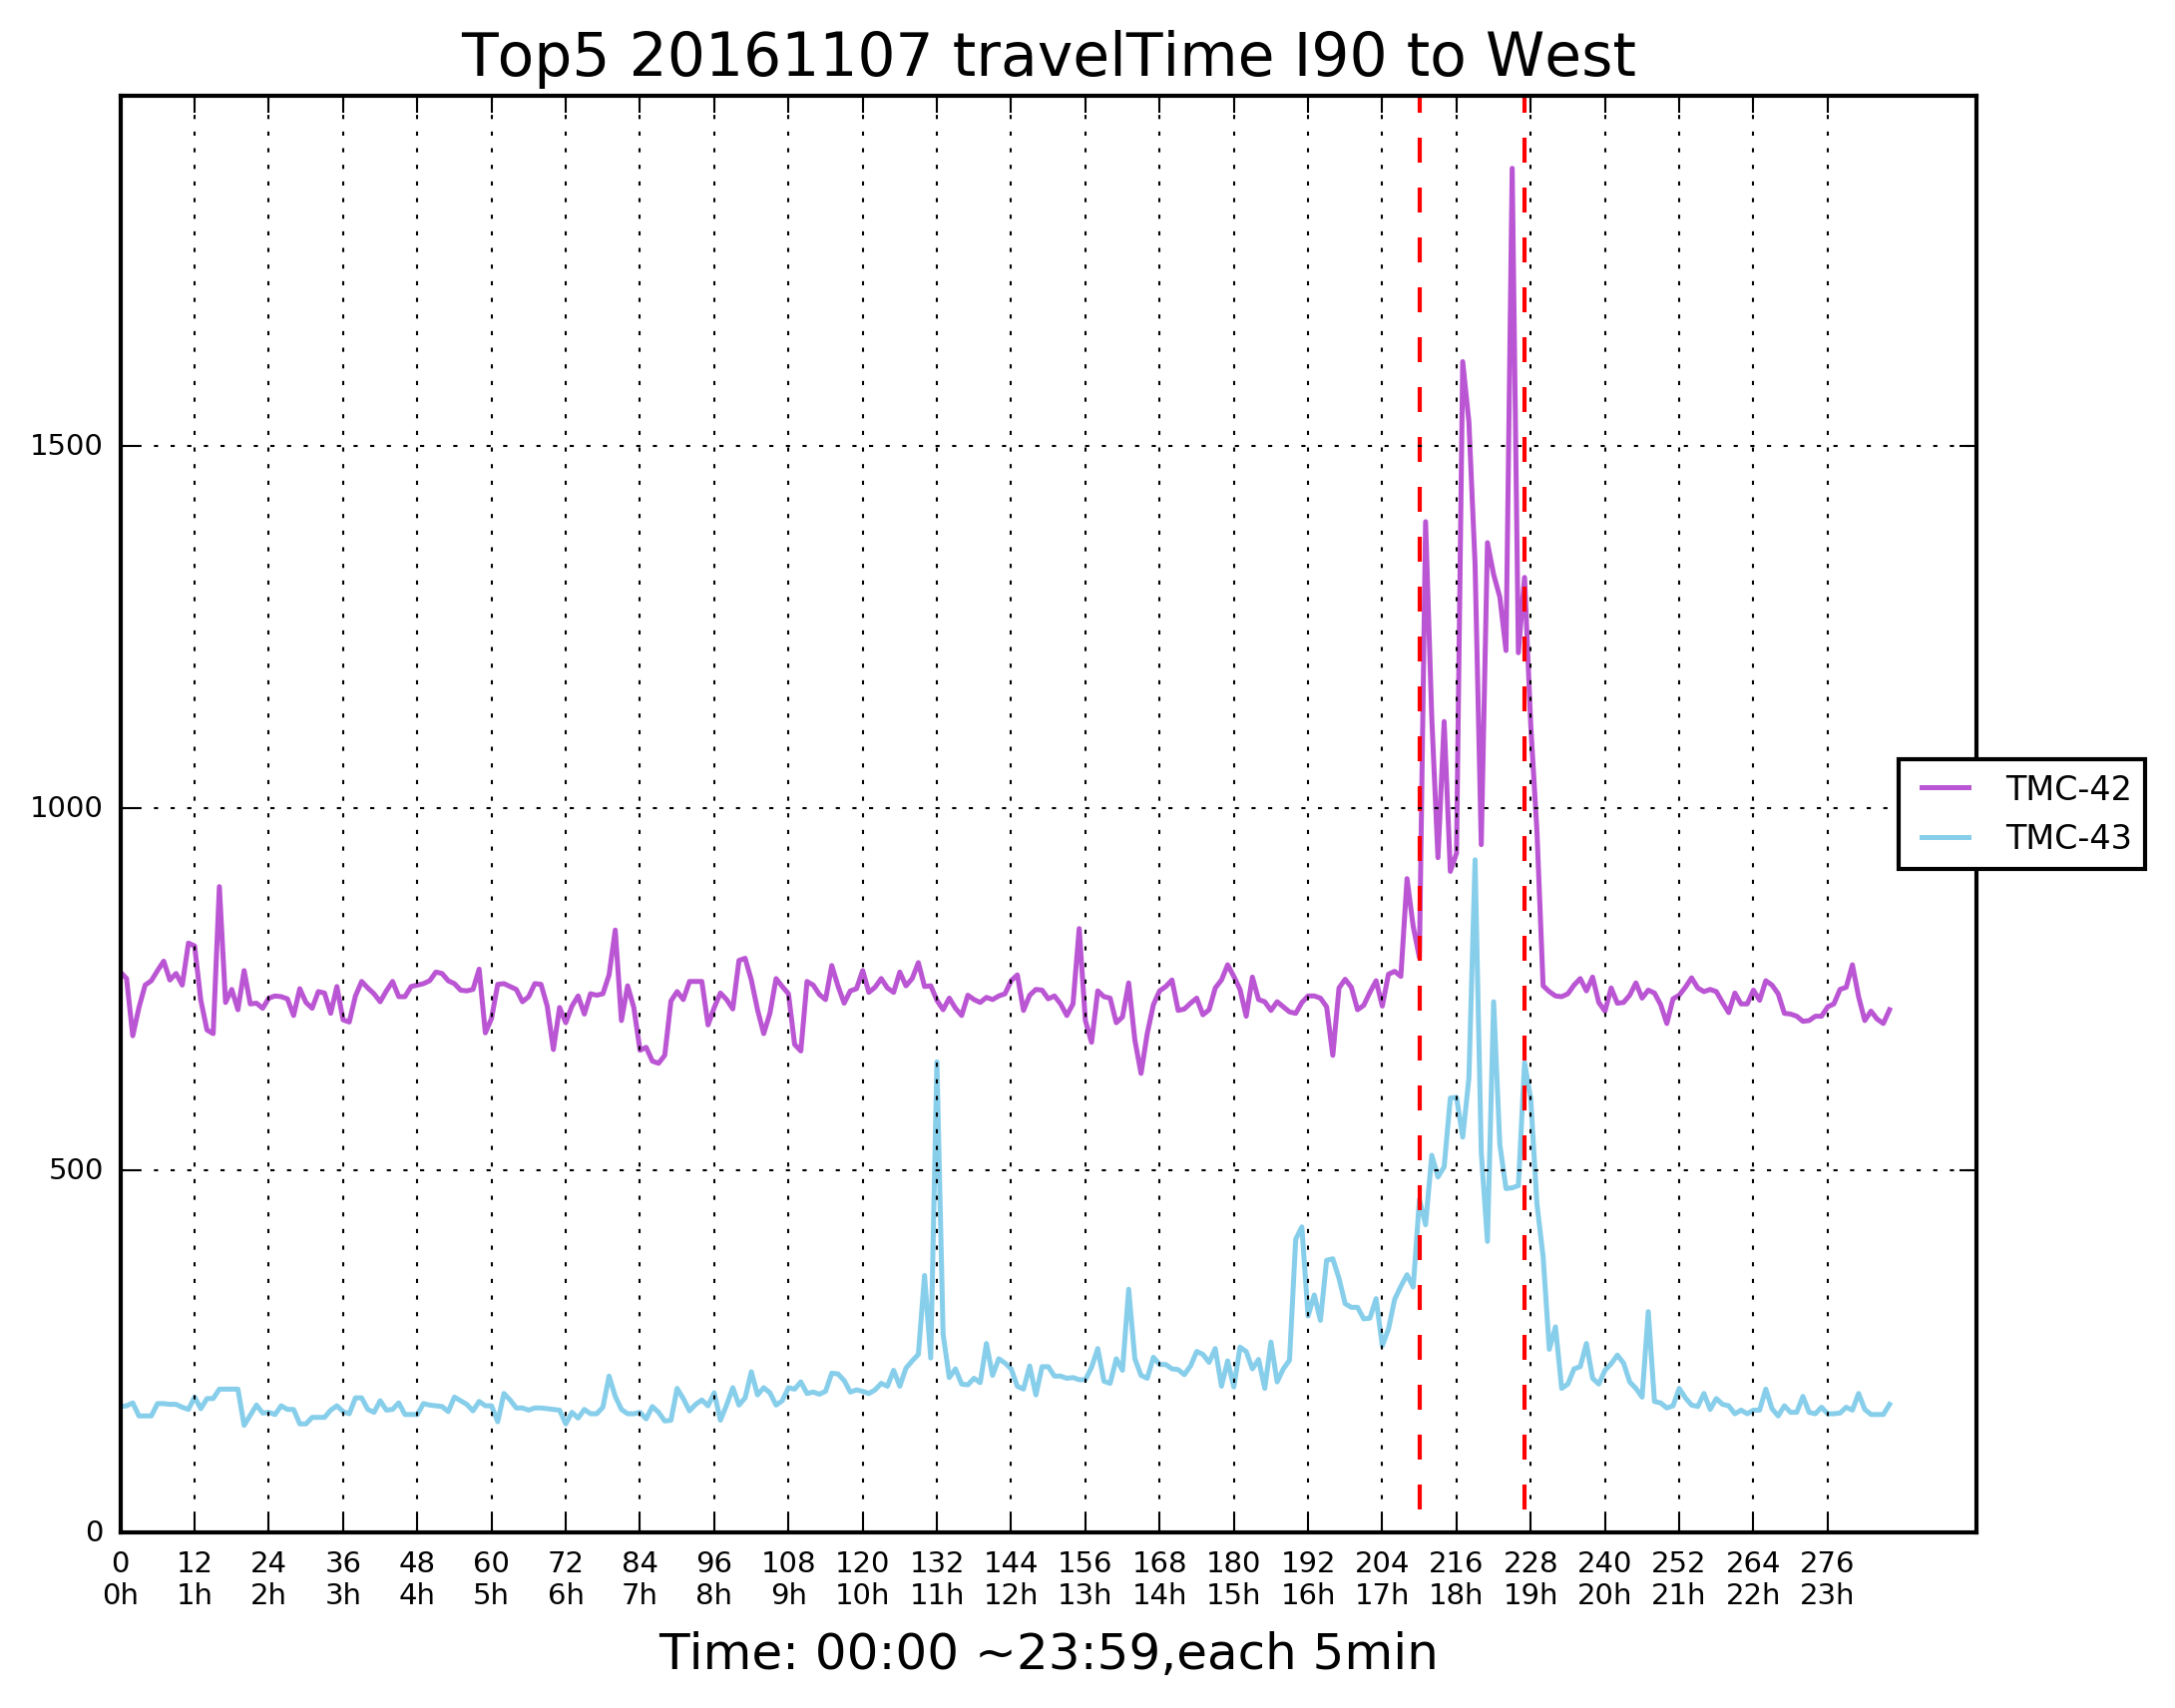 Top5 20161107 travelTime I90 to West
1500
1000
500
0
TMC-42
TMC-43
0 12 24 36 48 60 72 84 96 108 120 132 144 156 168 180 192 204 216 228 240 252 264 276
0h 1h 2h 3h 4h 5h 6h 7h 8h 9h 10h 11h 12h 13h 14h 15h 16h 17h 18h 19h 20h 21h 22h 23h
Time: 00:00 ~23:59,each 5min